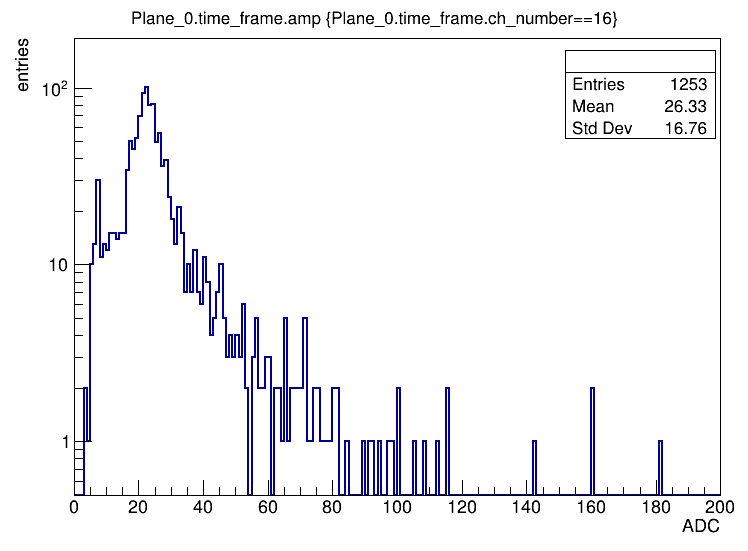 Plane_0.time_frame.amp {Plane_0.time_frame.ch_number==16}
entries
Entries 1253
Mean 26.33
Std Dev 16.76
10²
10
1
0 20 40 60 80 100 120 140 160 180 200
ADC